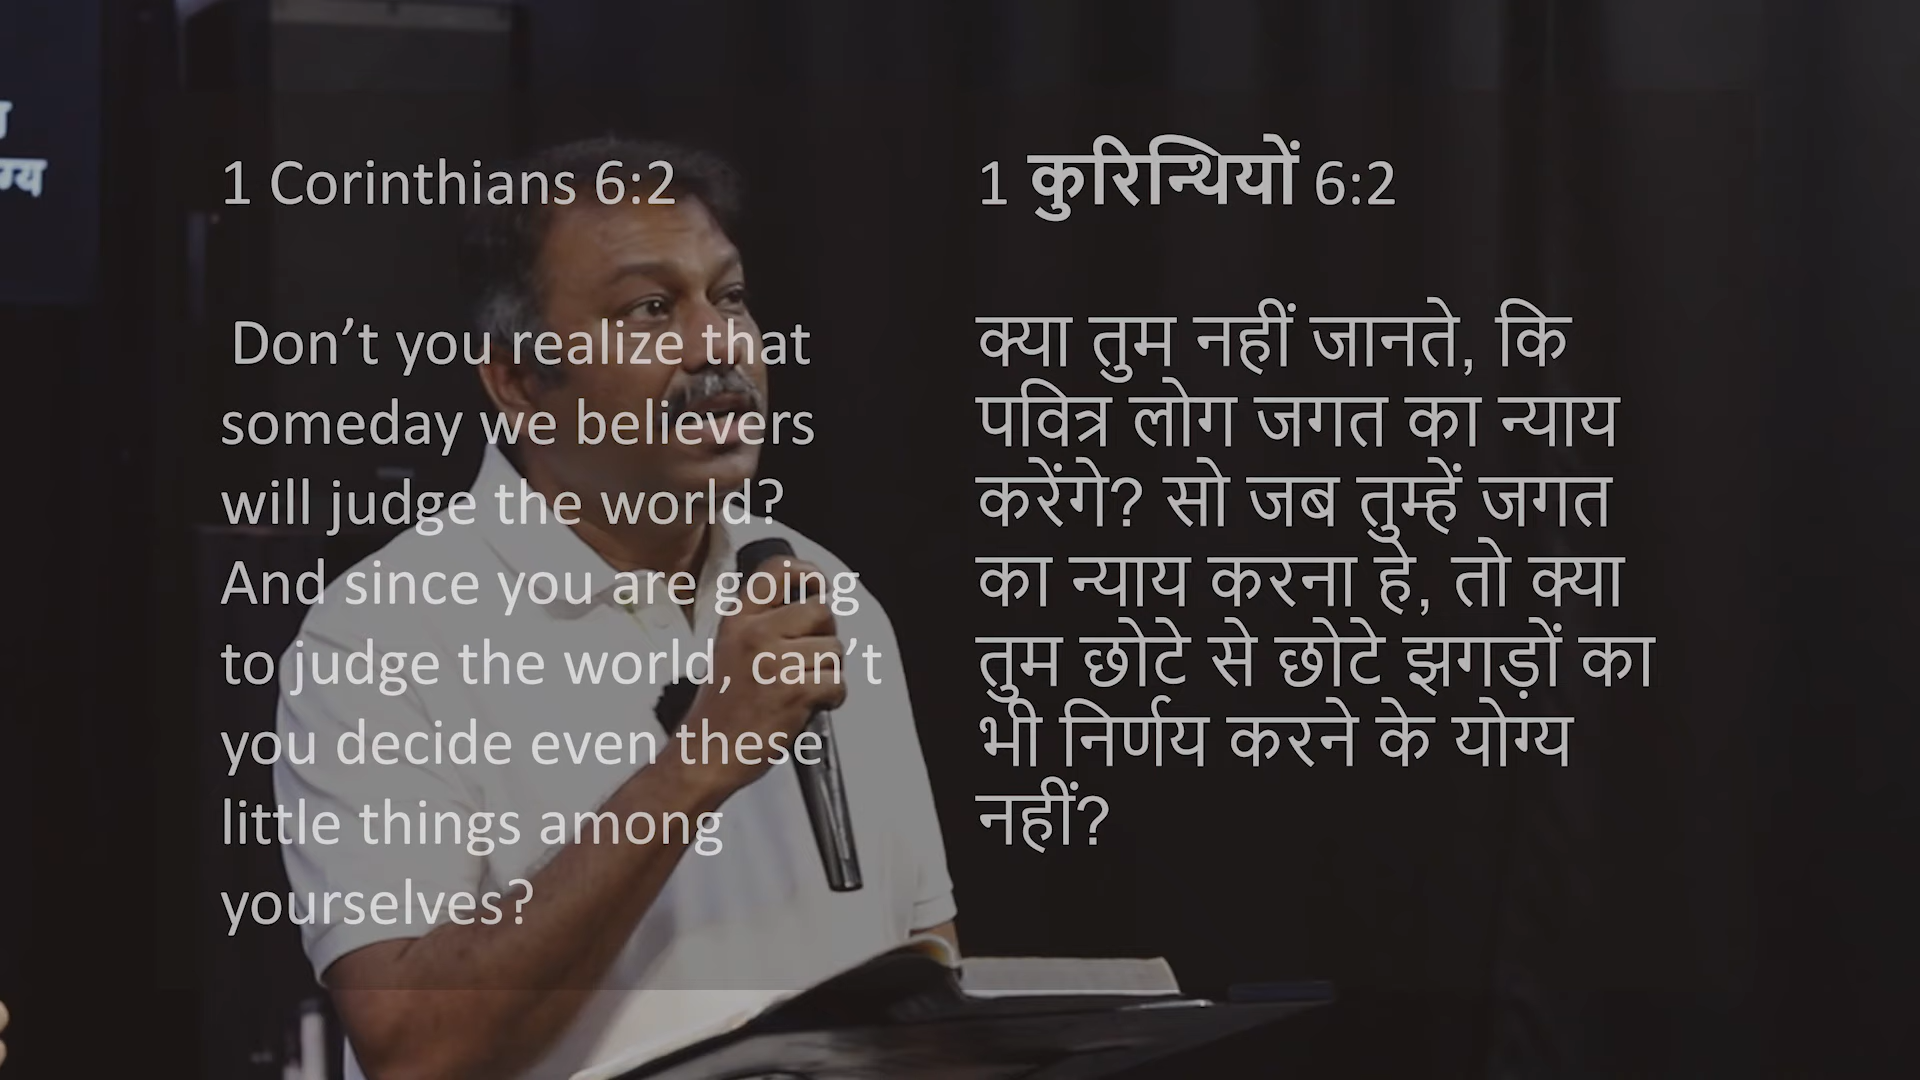 1 Corinthians 6:2
Don’t you realize that
someday we believers
will judge the world?
And since you are going
to judge the world, can’t
you decide even these
little things among
yourselves?
1 कुरिन्थियों 6:2
क्या तुम नहीं जानते, कि
पवित्र लोग जगत का न्याय
करेंगे? सो जब तुम्हें जगत
का न्याय करना हे, तो क्या
तुम छोटे से छोटे झगड़ों का
भी निर्णय करने के योग्य
नहीं?